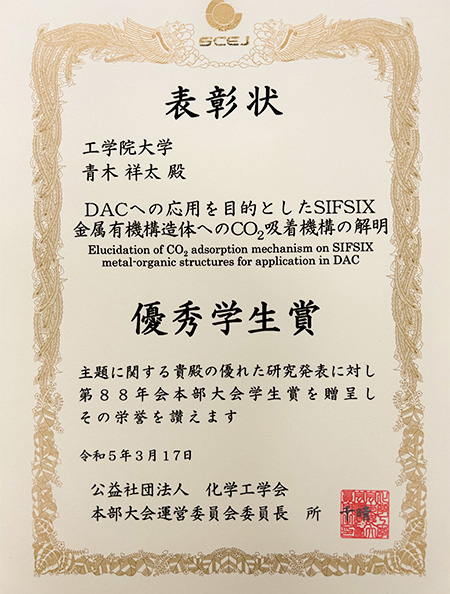 SCEJ
表彰状
工学院大学
青木 祥太 殿
DACへの応用を目的としたSIFSIX
金属有機構造体へのCO₂吸着機構の解明
Elucidation of CO₂ adsorption mechanism on SIFSIX
metal-organic structures for application in DAC
優秀学生賞
主題に関する貴殿の優れた研究発表に対し
第８８年会本部大会学生賞を贈呈し
その栄誉を讃えます
令和５年３月１７日
公益社団法人 化学工学会
本部大会運営委員会委員長 所 千晴